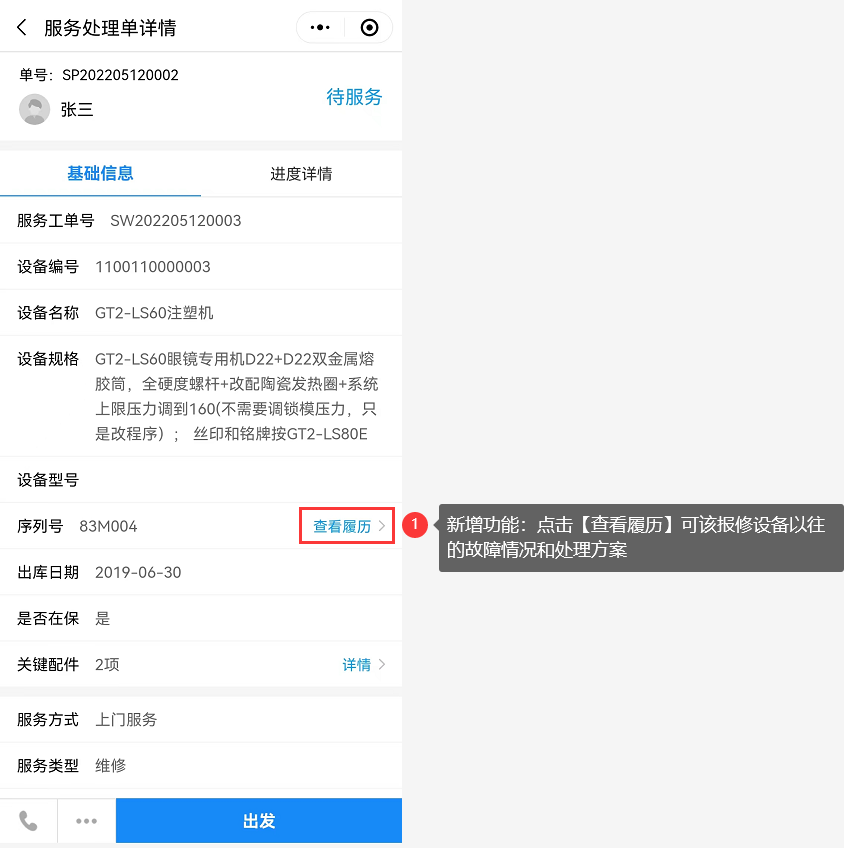 服务处理单详情
单号：SP202205120002
张三
待服务
基础信息
进度详情
服务工单号 SW202205120003
设备编号 1100110000003
设备名称 GT2-LS60注塑机
设备规格 GT2-LS60眼镜专用机D22+D22双金属熔
胶筒，全硬度螺杆+改配陶瓷发热圈+系统
上限压力调到160(不需要调锁模压力，只
是改程序）； 丝印和铭牌按GT2-LS80E
设备型号
序列号 83M004 查看履历
1 新增功能：点击【查看履历】可该报修设备以往
的故障情况和处理方案
出库日期 2019-06-30
是否在保 是
关键配件 2项 详情
服务方式 上门服务
服务类型 维修
出发